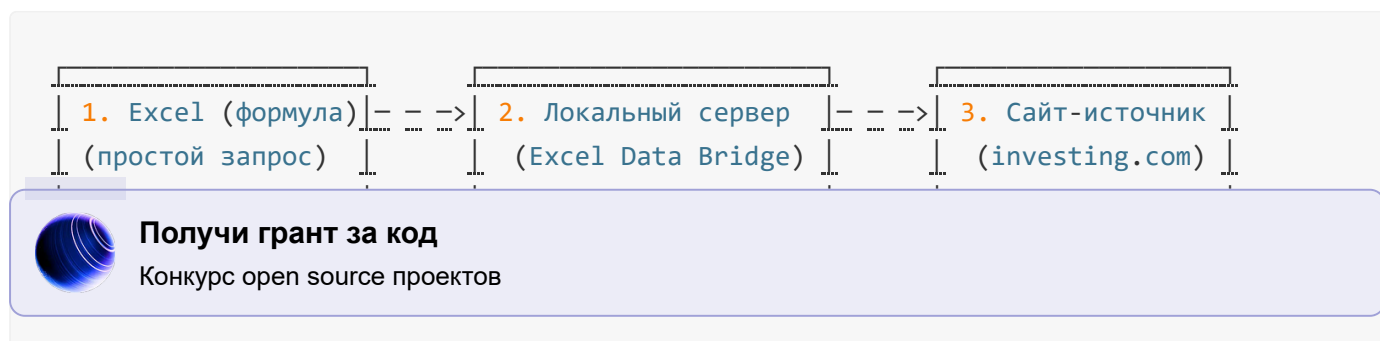 1. Excel (формула) — — —> 2. Локальный сервер — — —> 3. Сайт-источник
(простой запрос) (Excel Data Bridge) (investing.com)
Получи грант за код
Конкурс open source проектов